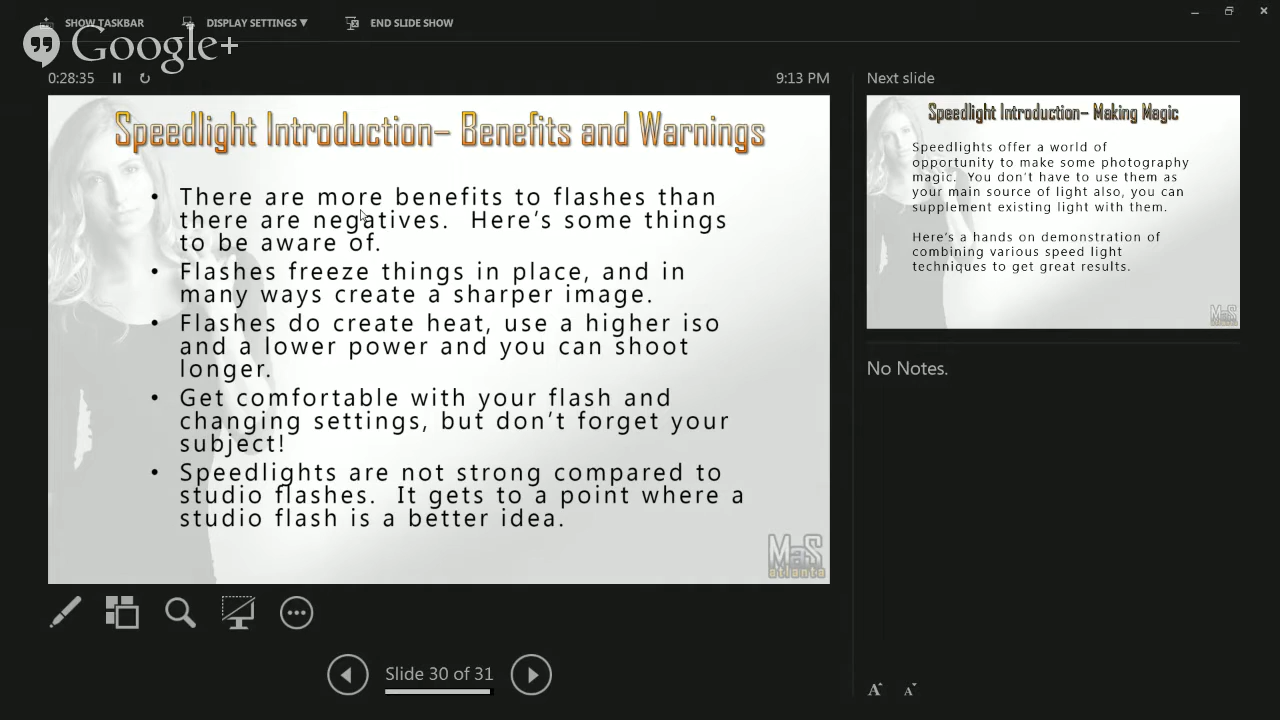 SHOW TASKBAR
DISPLAY SETTINGS ▼
END SLIDE SHOW
Google+
0:28:35
9:13 PM
Speedlight Introduction– Benefits and Warnings
• There are more benefits to flashes than
there are negatives. Here's some things
to be aware of.
• Flashes freeze things in place, and in
many ways create a sharper image.
• Flashes do create heat, use a higher iso
and a lower power and you can shoot
longer.
• Get comfortable with your flash and
changing settings, but don't forget your
subject!
• Speedlights are not strong compared to
studio flashes. It gets to a point where a
studio flash is a better idea.
MaS
atlanta
Slide 30 of 31
Next slide
Speedlight Introduction– Making Magic
Speedlights offer a world of
opportunity to make some photography
magic. You don't have to use them as
your main source of light also, you can
supplement existing light with them.
Here's a hands on demonstration of
combining various speed light
techniques to get great results.
MaS
atlanta
No Notes.
A A